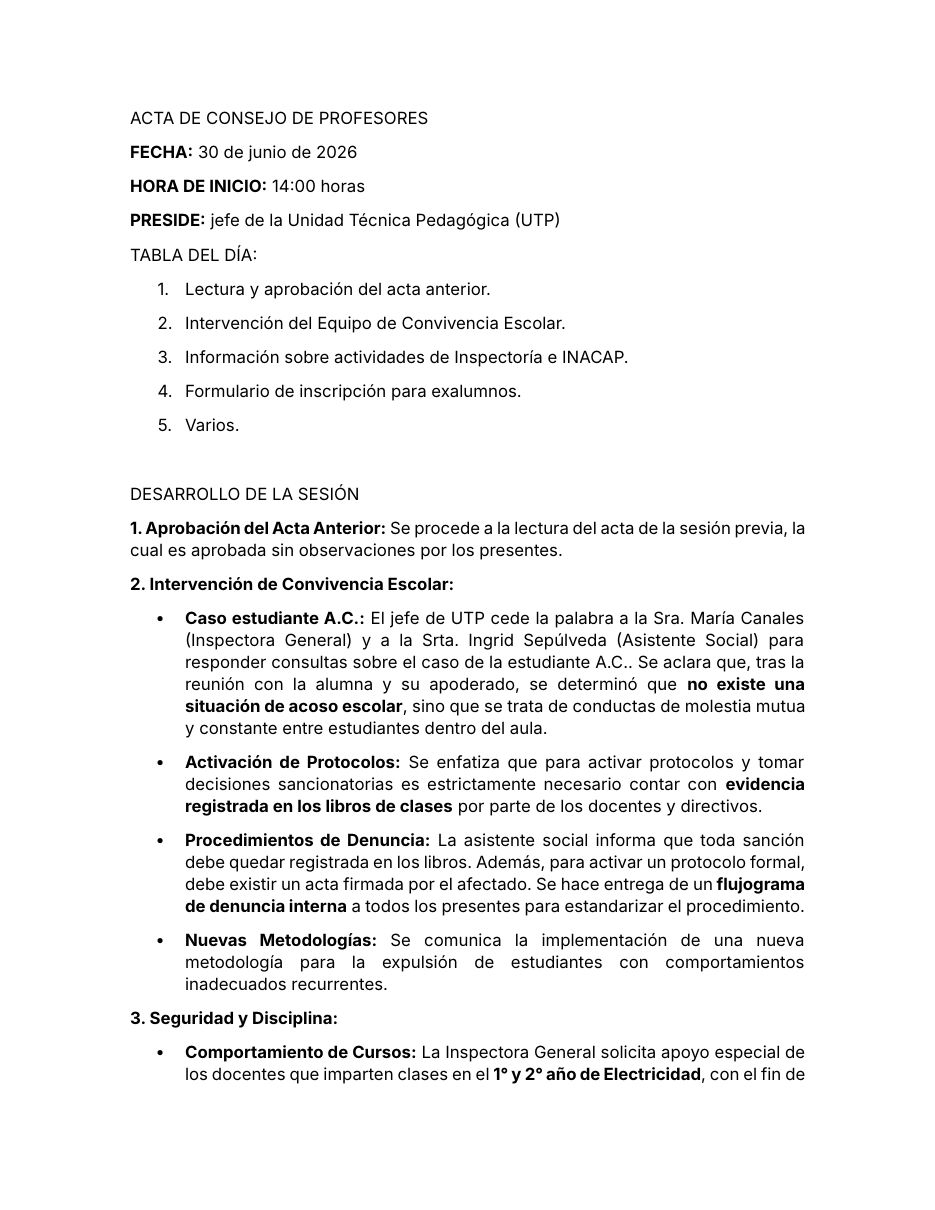 ACTA DE CONSEJO DE PROFESORES
FECHA: 30 de junio de 2026
HORA DE INICIO: 14:00 horas
PRESIDE: jefe de la Unidad Técnica Pedagógica (UTP)
TABLA DEL DÍA:
1. Lectura y aprobación del acta anterior.
2. Intervención del Equipo de Convivencia Escolar.
3. Información sobre actividades de Inspectoría e INACAP.
4. Formulario de inscripción para exalumnos.
5. Varios.
DESARROLLO DE LA SESIÓN
1. Aprobación del Acta Anterior: Se procede a la lectura del acta de la sesión previa, la
cual es aprobada sin observaciones por los presentes.
2. Intervención de Convivencia Escolar:
• Caso estudiante A.C.: El jefe de UTP cede la palabra a la Sra. María Canales
(Inspectora General) y a la Srta. Ingrid Sepúlveda (Asistente Social) para
responder consultas sobre el caso de la estudiante A.C.. Se aclara que, tras la
reunión con la alumna y su apoderado, se determinó que no existe una
situación de acoso escolar, sino que se trata de conductas de molestia mutua
y constante entre estudiantes dentro del aula.
• Activación de Protocolos: Se enfatiza que para activar protocolos y tomar
decisiones sancionatorias es estrictamente necesario contar con evidencia
registrada en los libros de clases por parte de los docentes y directivos.
• Procedimientos de Denuncia: La asistente social informa que toda sanción
debe quedar registrada en los libros. Además, para activar un protocolo formal,
debe existir un acta firmada por el afectado. Se hace entrega de un flujograma
de denuncia interna a todos los presentes para estandarizar el procedimiento.
• Nuevas Metodologías: Se comunica la implementación de una nueva
metodología para la expulsión de estudiantes con comportamientos
inadecuados recurrentes.
3. Seguridad y Disciplina:
• Comportamiento de Cursos: La Inspectora General solicita apoyo especial de
los docentes que imparten clases en el 1° y 2° año de Electricidad, con el fin de